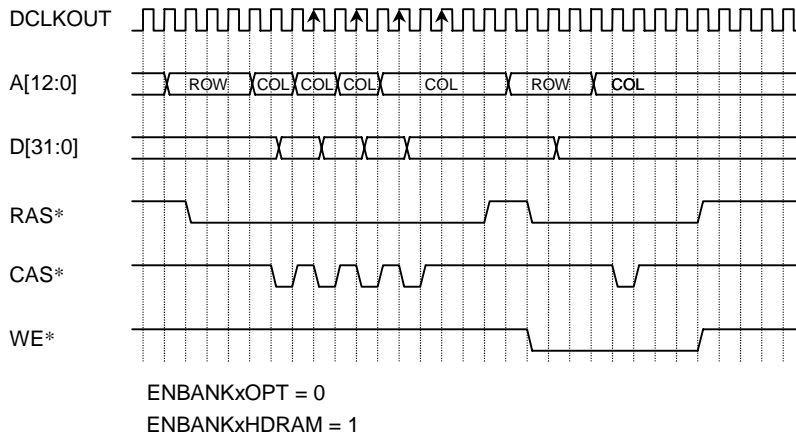 DCLKOUT
A[12:0]
ROW COL COL COL COL ROW COL
D[31:0]
RAS*
CAS*
WE*
ENBANKxOPT = 0
ENBANKxHDRAM = 1